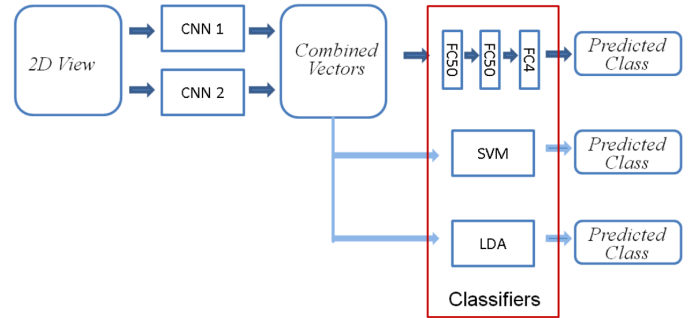 2D View
CNN 1
CNN 2
Combined
Vectors
FC50
FC50
FC4
Predicted
Class
SVM
Predicted
Class
LDA
Predicted
Class
Classifiers